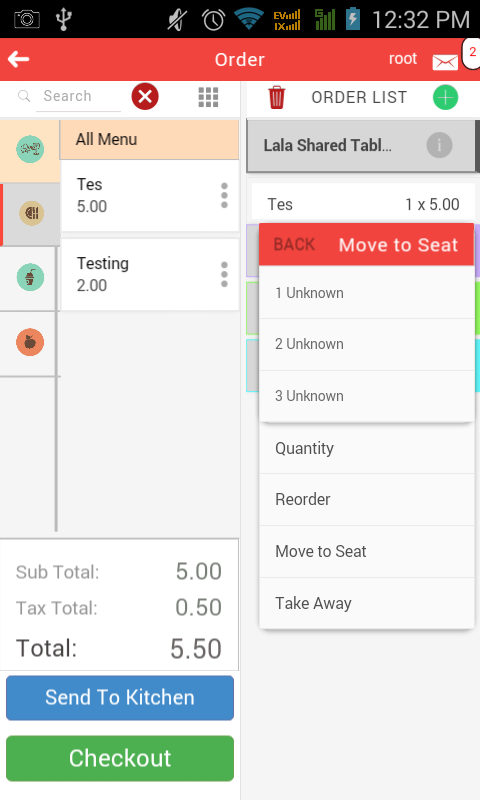 EV
IX
G
12:32 PM
Order
root
2
Search
ORDER LIST
All Menu
Lala Shared Tabl...
i
Tes
5.00
Tes
1 x 5.00
BACK
Move to Seat
Testing
2.00
1 Unknown
2 Unknown
3 Unknown
Quantity
Reorder
Move to Seat
Take Away
Sub Total:
5.00
Tax Total:
0.50
Total:
5.50
Send To Kitchen
Checkout